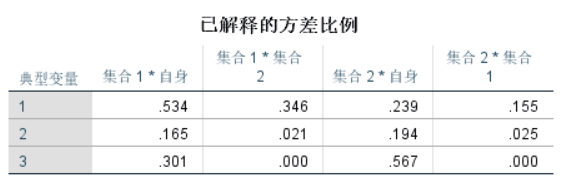 已解释的方差比例
典型变量 集合 1 * 自身 集合 1 * 集合 2 集合 2 * 自身 集合 2 * 集合 1
1 .534 .346 .239 .155
2 .165 .021 .194 .025
3 .301 .000 .567 .000